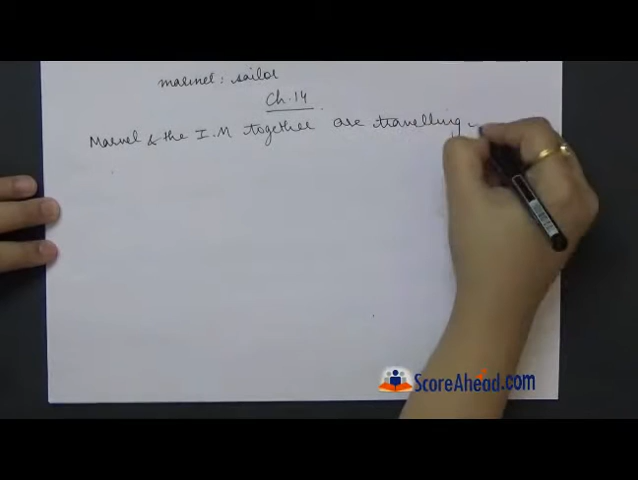 mariner : sailor
Ch. 14
Marvel & the I.M together are travelling
ScoreAhead.com